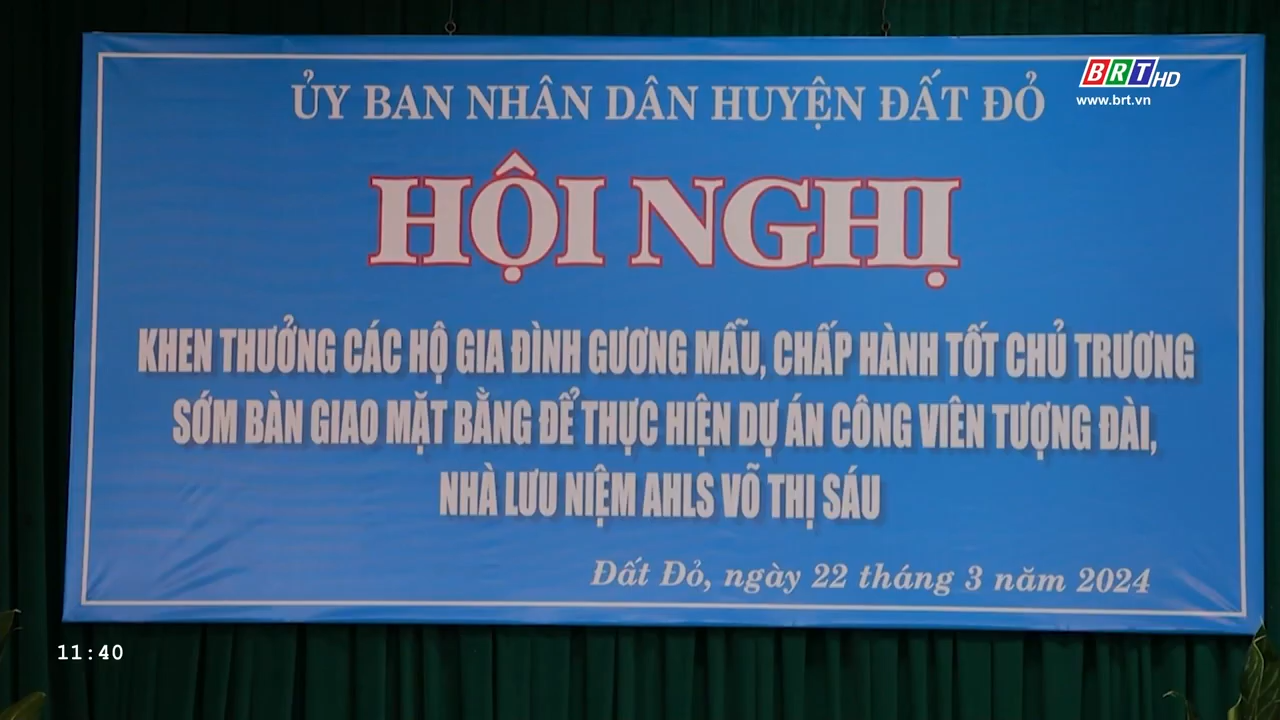 BRT HD
www.brt.vn
ỦY BAN NHÂN DÂN HUYỆN ĐẤT ĐỎ
HỘI NGHỊ
KHEN THƯỞNG CÁC HỘ GIA ĐÌNH GƯƠNG MẪU, CHẤP HÀNH TỐT CHỦ TRƯƠNG
SỚM BÀN GIAO MẶT BẰNG ĐỂ THỰC HIỆN DỰ ÁN CÔNG VIÊN TƯỢNG ĐÀI,
NHÀ LƯU NIỆM AHLS VÕ THỊ SÁU
Đất Đỏ, ngày 22 tháng 3 năm 2024
11:40